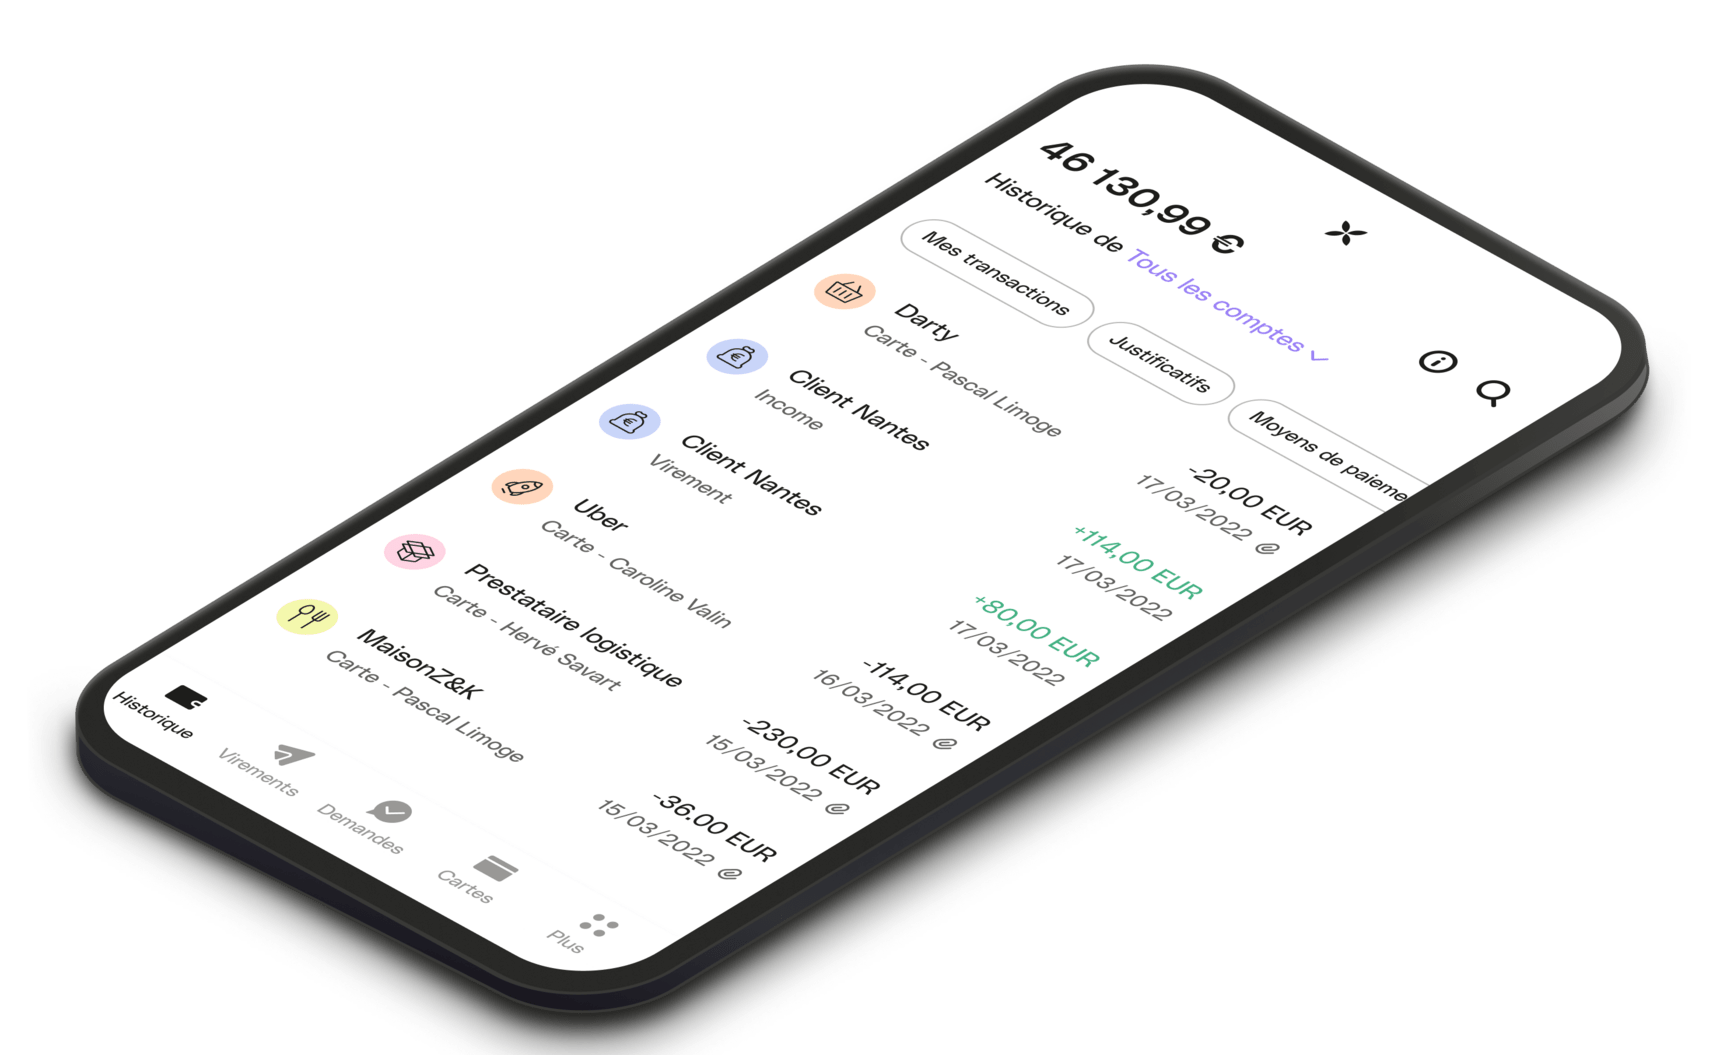 46 130,99 €
Historique de Tous les comptes
Mes transactions
Justificatifs
Moyens de paieme
Darty
Carte - Pascal Limoge
-20,00 EUR
17/03/2022
Client Nantes
Income
+114,00 EUR
17/03/2022
Client Nantes
Virement
+80,00 EUR
17/03/2022
Uber
Carte - Caroline Valin
-114,00 EUR
16/03/2022
Prestataire logistique
Carte - Hervé Savart
-230,00 EUR
15/03/2022
MaisonZ&K
Carte - Pascal Limoge
-36.00 EUR
15/03/2022
Historique
Virements
Demandes
Cartes
Plus